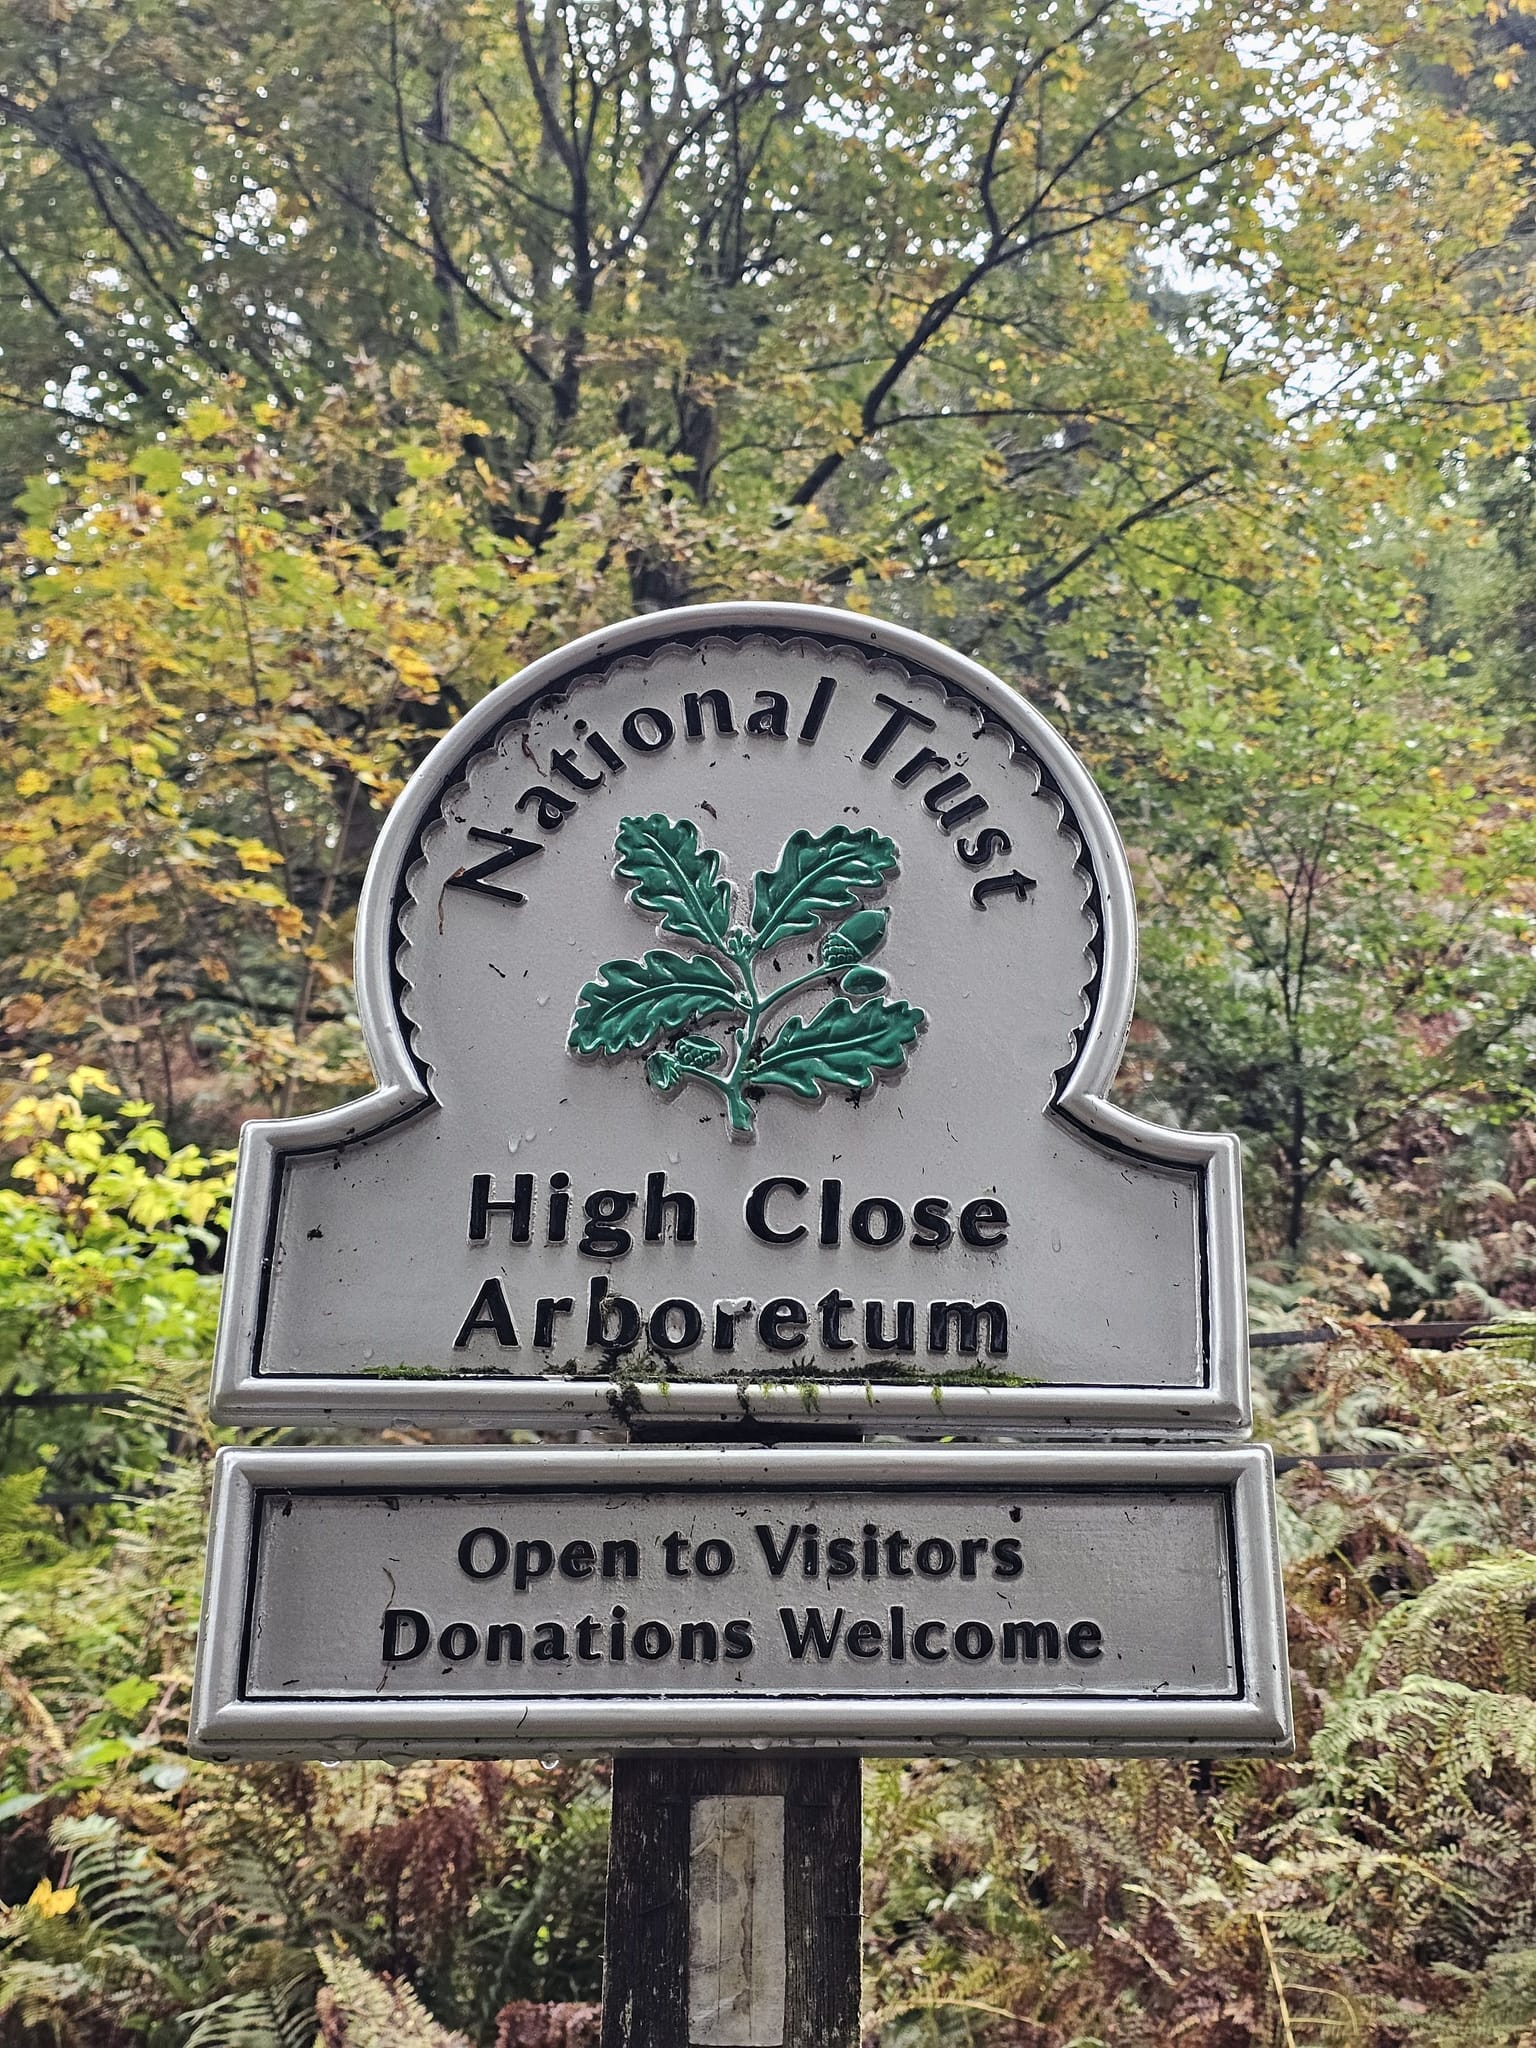 National Trust
High Close
Arboretum
Open to Visitors
Donations Welcome